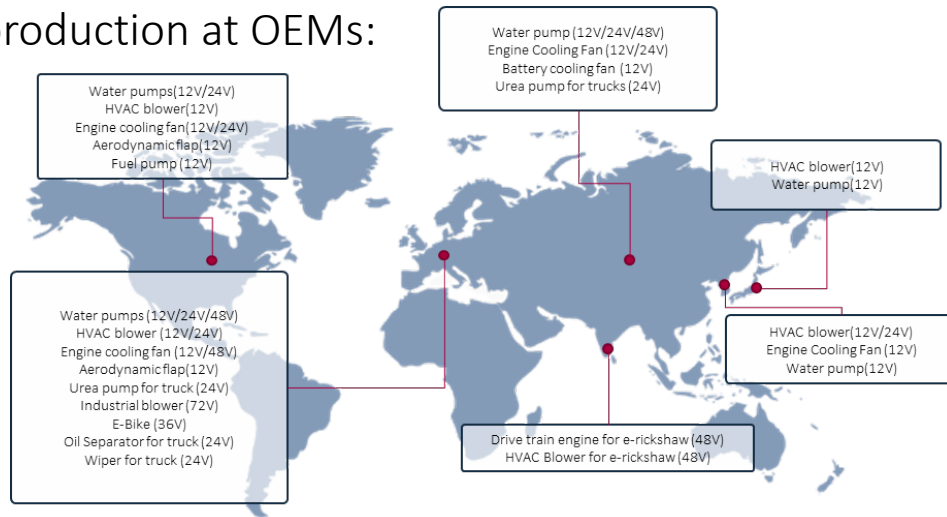 roduction at OEMs:
Water pumps(12V/24V)
HVAC blower(12V)
Engine cooling fan(12V/24V)
Aerodynamic flap(12V)
Fuel pump (12V)
Water pump (12V/24V/48V)
Engine Cooling Fan (12V/24V)
Battery cooling fan (12V)
Urea pump for trucks (24V)
HVAC blower(12V)
Water pump(12V)
Water pumps (12V/24V/48V)
HVAC blower (12V/24V)
Engine cooling fan (12V/48V)
Aerodynamic flap(12V)
Urea pump for truck (24V)
Industrial blower (72V)
E-Bike (36V)
Oil Separator for truck (24V)
Wiper for truck (24V)
HVAC blower(12V/24V)
Engine Cooling Fan (12V)
Water pump(12V)
Drive train engine for e-rickshaw (48V)
HVAC Blower for e-rickshaw (48V)